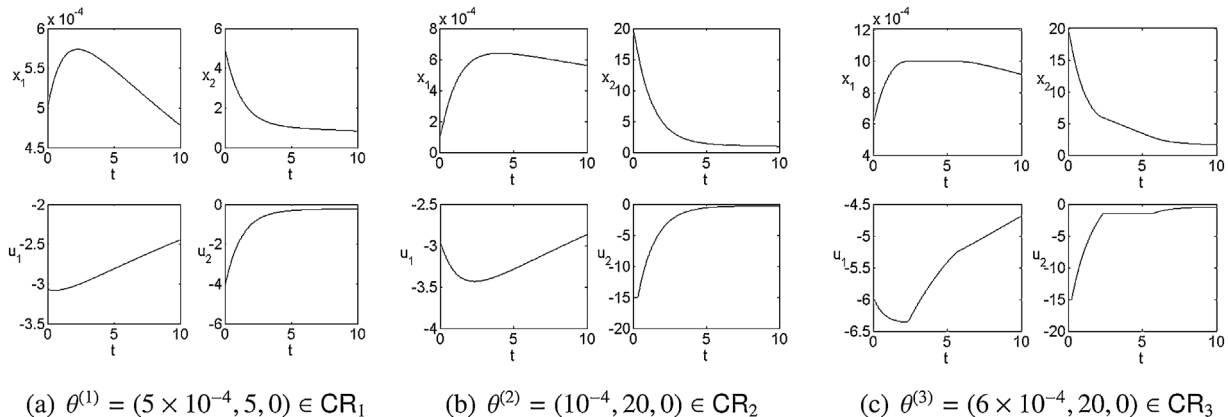 x 10⁻⁴
6
5.5
x₁
5
4.5
0 5 10
t
6
4
x₂
2
0
0 5 10
t
-2
-2.5
u₁
-3
-3.5
0 5 10
t
0
-2
u₂
-4
-6
0 5 10
t
(a) θ⁽¹⁾ = (5 × 10⁻⁴, 5, 0) ∈ CR₁
x 10⁻⁴
8
6
x₁
4
2
0
0 5 10
t
20
15
x₂
10
5
0
0 5 10
t
-2
-2.5
u₁
-3
-3.5
-4
0 5 10
t
0
-5
u₂
-10
-15
-20
0 5 10
t
(b) θ⁽²⁾ = (10⁻⁴, 20, 0) ∈ CR₂
x 10⁻⁴
12
10
x₁
8
6
4
0 5 10
t
20
15
x₂
10
5
0
0 5 10
t
-4.5
-5
u₁
-5.5
-6
-6.5
0 5 10
t
0
-5
u₂
-10
-15
-20
0 5 10
t
(c) θ⁽³⁾ = (6 × 10⁻⁴, 20, 0) ∈ CR₃